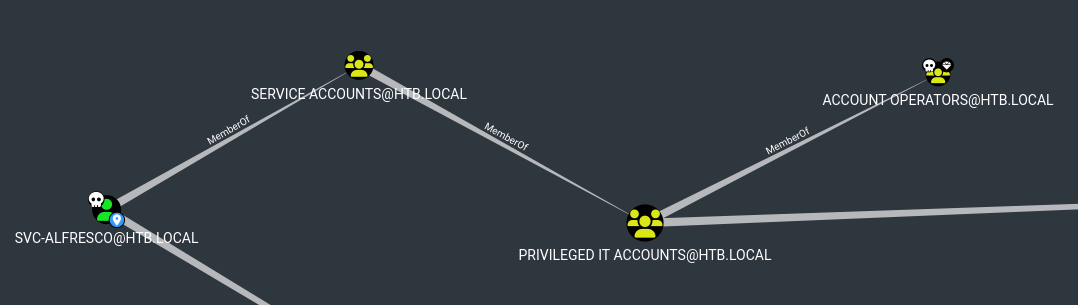 SERVICE ACCOUNTS@HTB.LOCAL
ACCOUNT OPERATORS@HTB.LOCAL
MemberOf
MemberOf
MemberOf
SVC-ALFRESCO@HTB.LOCAL
PRIVILEGED IT ACCOUNTS@HTB.LOCAL